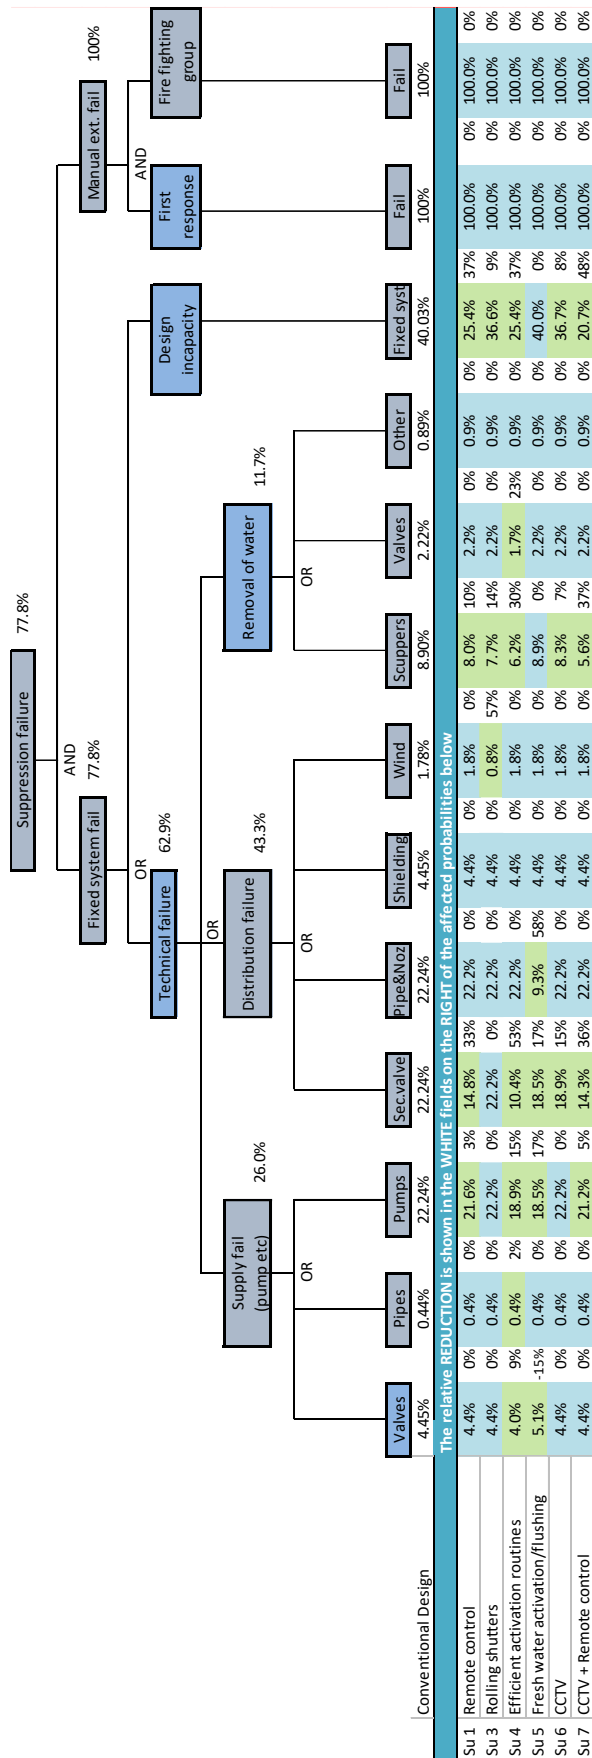 Suppression failure
77.8%
AND
Fixed system fail
77.8%
Manual ext. fail
100%
OR
AND
Technical failure
62.9%
Design
incapacity
First
response
Fire fighting
group
OR
Supply fail
(pump etc)
26.0%
Distribution failure
43.3%
Removal of water
11.7%
OR
OR
OR
Valves
Pipes
Pumps
Sec.valve
Pipe&Noz
Shielding
Wind
Scuppers
Valves
Other
Fixed syst
Fail
Fail
Conventional Design 4.45% 0.44% 22.24% 22.24% 22.24% 4.45% 1.78% 8.90% 2.22% 0.89% 40.03% 100% 100%
The relative REDUCTION is shown in the WHITE fields on the RIGHT of the affected probabilities below
Su 1 Remote control 4.4% 0% 0.4% 0% 21.6% 3% 14.8% 33% 22.2% 0% 4.4% 0% 1.8% 0% 8.0% 10% 2.2% 0% 0.9% 0% 25.4% 37% 100.0% 0% 100.0% 0%
Su 3 Rolling shutters 4.4% 0% 0.4% 0% 22.2% 0% 22.2% 0% 22.2% 0% 4.4% 0% 0.8% 57% 7.7% 14% 2.2% 0% 0.9% 0% 36.6% 9% 100.0% 0% 100.0% 0%
Su 4 Efficient activation routines 4.0% 9% 0.4% 2% 18.9% 15% 10.4% 53% 22.2% 0% 4.4% 0% 1.8% 0% 6.2% 30% 1.7% 23% 0.9% 0% 25.4% 37% 100.0% 0% 100.0% 0%
Su 5 Fresh water activation/flushing 5.1% -15% 0.4% 0% 18.5% 17% 18.5% 17% 9.3% 58% 4.4% 0% 1.8% 0% 8.9% 0% 2.2% 0% 0.9% 0% 40.0% 0% 100.0% 0% 100.0% 0%
Su 6 CCTV 4.4% 0% 0.4% 0% 22.2% 0% 18.9% 15% 22.2% 0% 4.4% 0% 1.8% 0% 8.3% 7% 2.2% 0% 0.9% 0% 36.7% 8% 100.0% 0% 100.0% 0%
Su 7 CCTV + Remote control 4.4% 0% 0.4% 0% 21.2% 5% 14.3% 36% 22.2% 0% 4.4% 0% 1.8% 0% 5.6% 37% 2.2% 0% 0.9% 0% 20.7% 48% 100.0% 0% 100.0% 0%